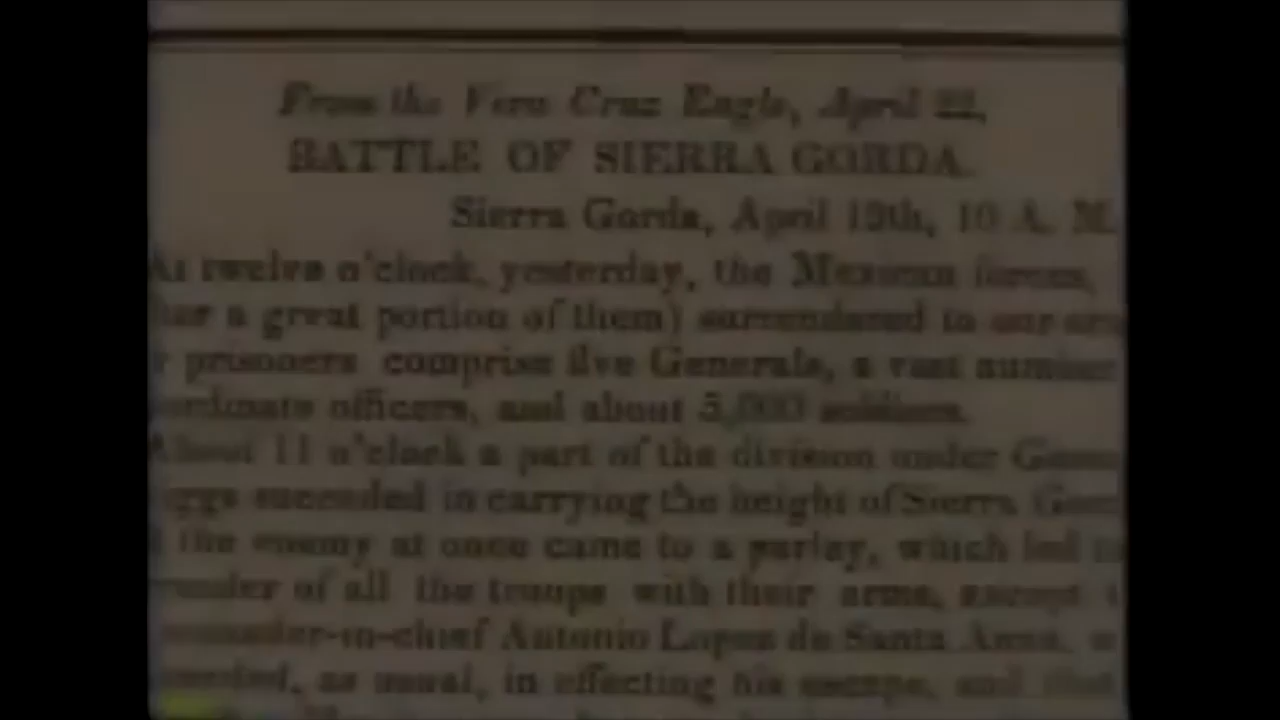 From the Vera Cruz Eagle, April
BATTLE OF SIERRA GORDA.
Sierra Gorda, April 19th, 10 A. M.
At twelve o'clock, yesterday, the Mexican forces,
a great portion of them) surrendered to our
prisoners comprise five Generals, a vast number
officers, and about 5,000 soldiers.
About 11 o'clock a part of the division under
succeeded in carrying the height of Sierra
the enemy at once came to a parley, which led
of all the troops with their arms, except
-in-chief Antonio Lopez de Santa Anna,
as usual, in effecting his escape, and that